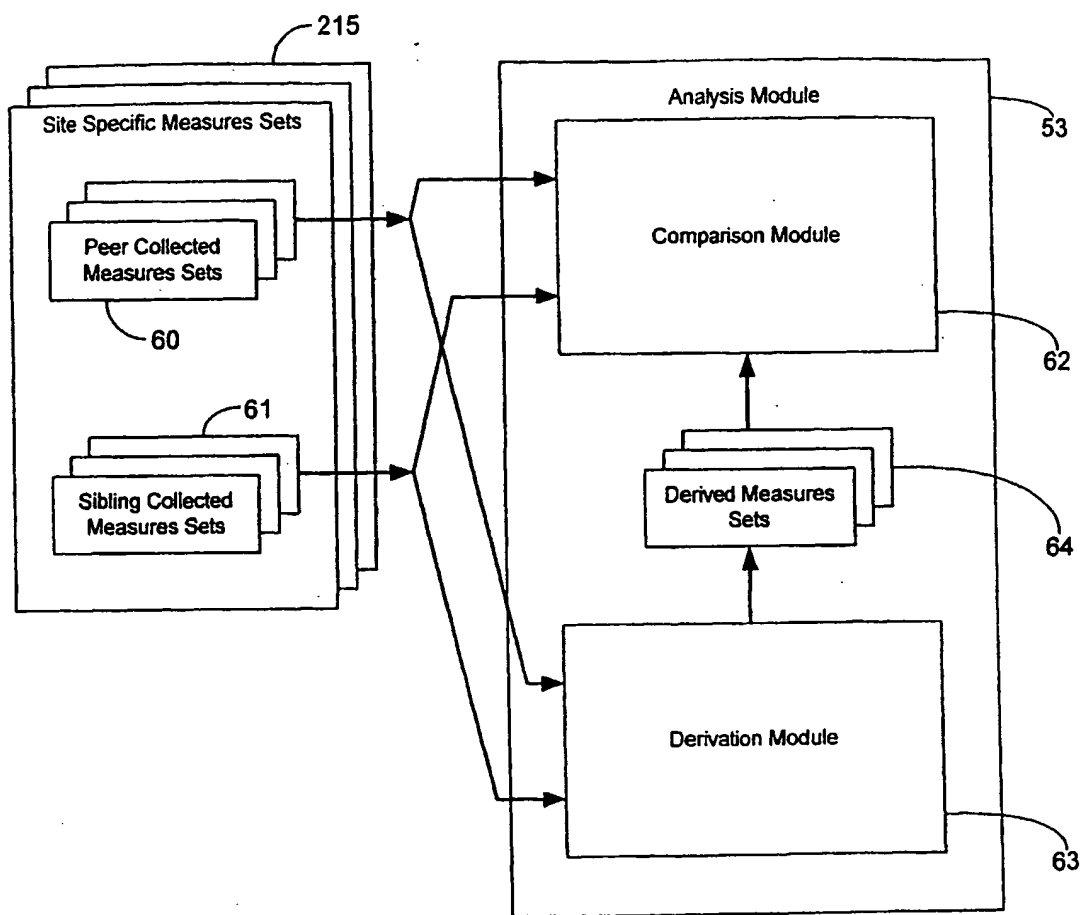 215
Site Specific Measures Sets
Peer Collected
Measures Sets
60
61
Sibling Collected
Measures Sets
Analysis Module
53
Comparison Module
62
Derived Measures
Sets
64
Derivation Module
63